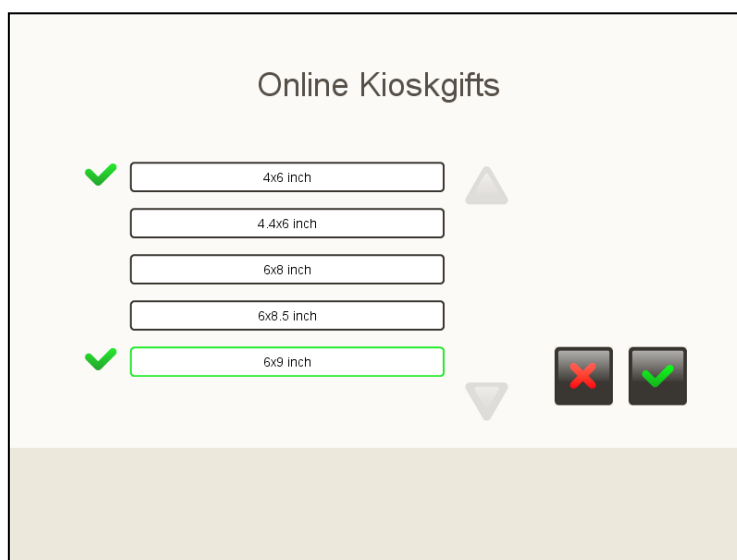 Online Kioskgifts
4x6 inch
4.4x6 inch
6x8 inch
6x8.5 inch
6x9 inch